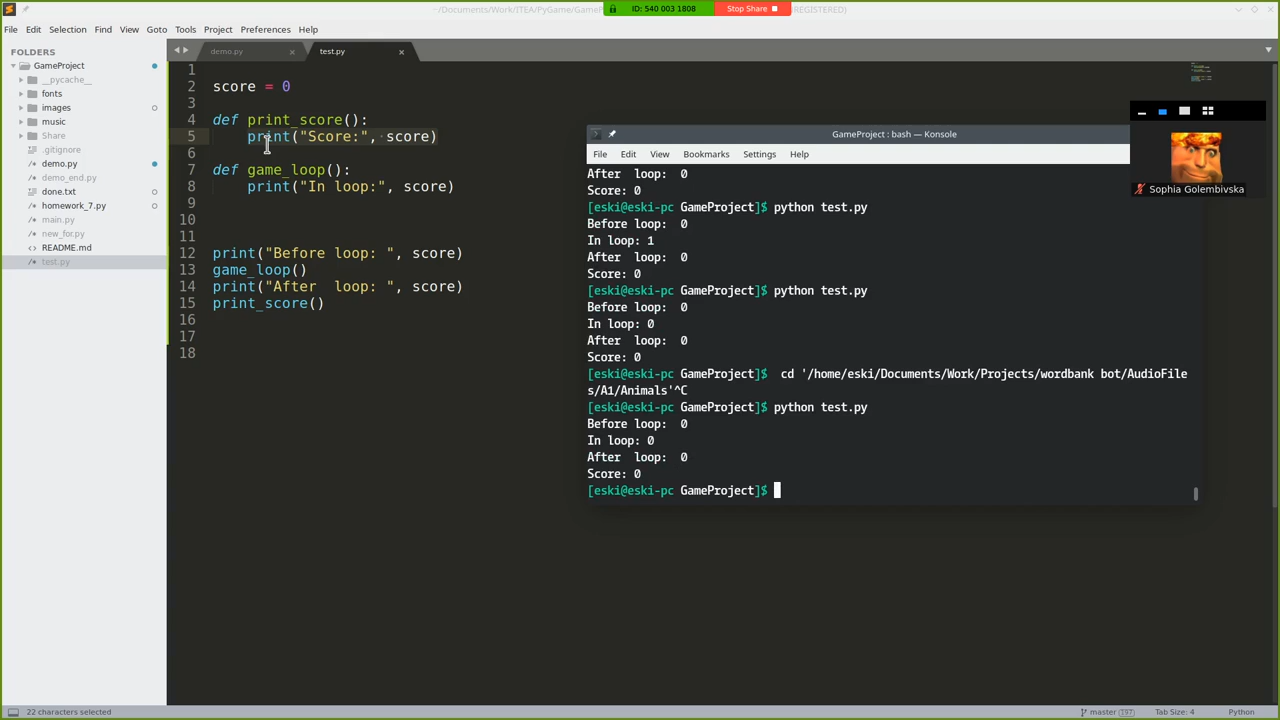 ~/Documents/Work/ITEA/PyGame/GameP
ID: 540 003 1808
Stop Share
REGISTERED)
File Edit Selection Find View Goto Tools Project Preferences Help
FOLDERS
GameProject
__pycache__
fonts
images
music
Share
.gitignore
demo.py
demo_end.py
done.txt
homework_7.py
main.py
new_for.py
README.md
test.py
demo.py
test.py
1
2 score = 0
3
4 def print_score():
5 print("Score:", score)
6
7 def game_loop():
8 print("In loop:", score)
9
10
11
12 print("Before loop: ", score)
13 game_loop()
14 print("After  loop: ", score)
15 print_score()
16
17
18
GameProject : bash — Konsole
File Edit View Bookmarks Settings Help
After  loop:  0
Score: 0
[eski@eski-pc GameProject]$ python test.py
Before loop:  0
In loop: 1
After  loop:  0
Score: 0
[eski@eski-pc GameProject]$ python test.py
Before loop:  0
In loop: 0
After  loop:  0
Score: 0
[eski@eski-pc GameProject]$  cd '/home/eski/Documents/Work/Projects/wordbank bot/AudioFile
s/A1/Animals'^C
[eski@eski-pc GameProject]$ python test.py
Before loop:  0
In loop: 0
After  loop:  0
Score: 0
[eski@eski-pc GameProject]$
Sophia Golembivska
22 characters selected
master 197
Tab Size: 4
Python